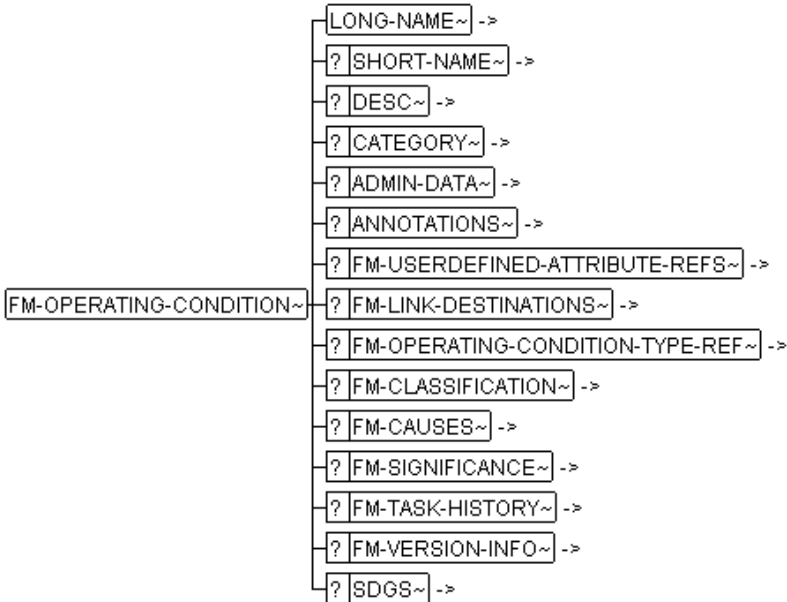 LONG-NAME~ ->
? SHORT-NAME~ ->
? DESC~ ->
? CATEGORY~ ->
? ADMIN-DATA~ ->
? ANNOTATIONS~ ->
? FM-USERDEFINED-ATTRIBUTE-REFS~ ->
FM-OPERATING-CONDITION~ ? FM-LINK-DESTINATIONS~ ->
? FM-OPERATING-CONDITION-TYPE-REF~ ->
? FM-CLASSIFICATION~ ->
? FM-CAUSES~ ->
? FM-SIGNIFICANCE~ ->
? FM-TASK-HISTORY~ ->
? FM-VERSION-INFO~ ->
? SDGS~ ->